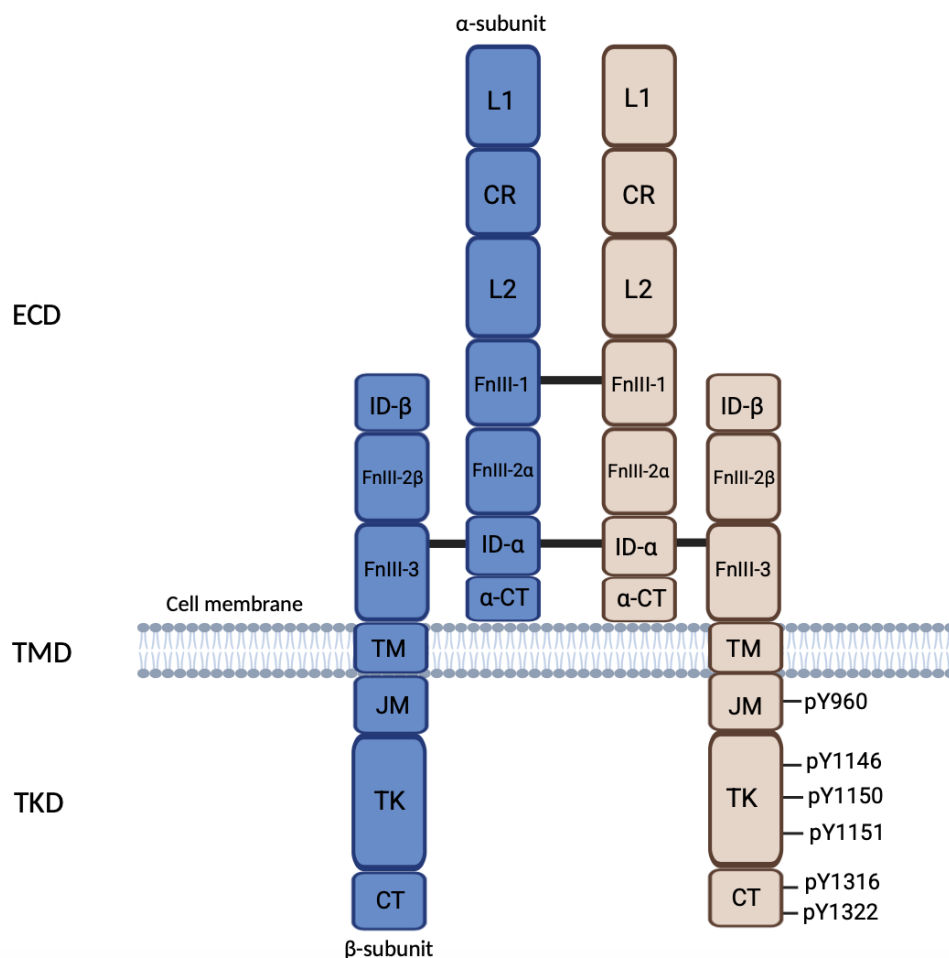 α-subunit
L1
L1
CR
CR
ECD
L2
L2
FnIII-1
FnIII-1
ID-β
ID-β
FnIII-2β
FnIII-2α
FnIII-2α
FnIII-2β
FnIII-3
ID-α
ID-α
FnIII-3
α-CT
α-CT
Cell membrane
TMD
TM
TM
JM
JM
pY960
pY1146
TKD
TK
TK
pY1150
pY1151
CT
CT
pY1316
pY1322
β-subunit